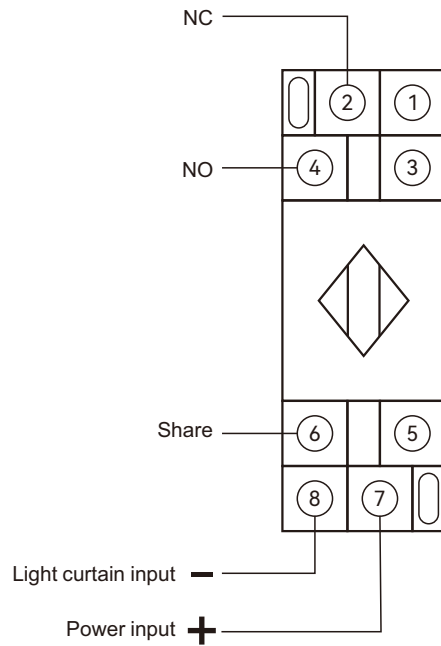 NC
2 1
NO
4 3
Share
6 5
8 7
Light curtain input −
Power input +